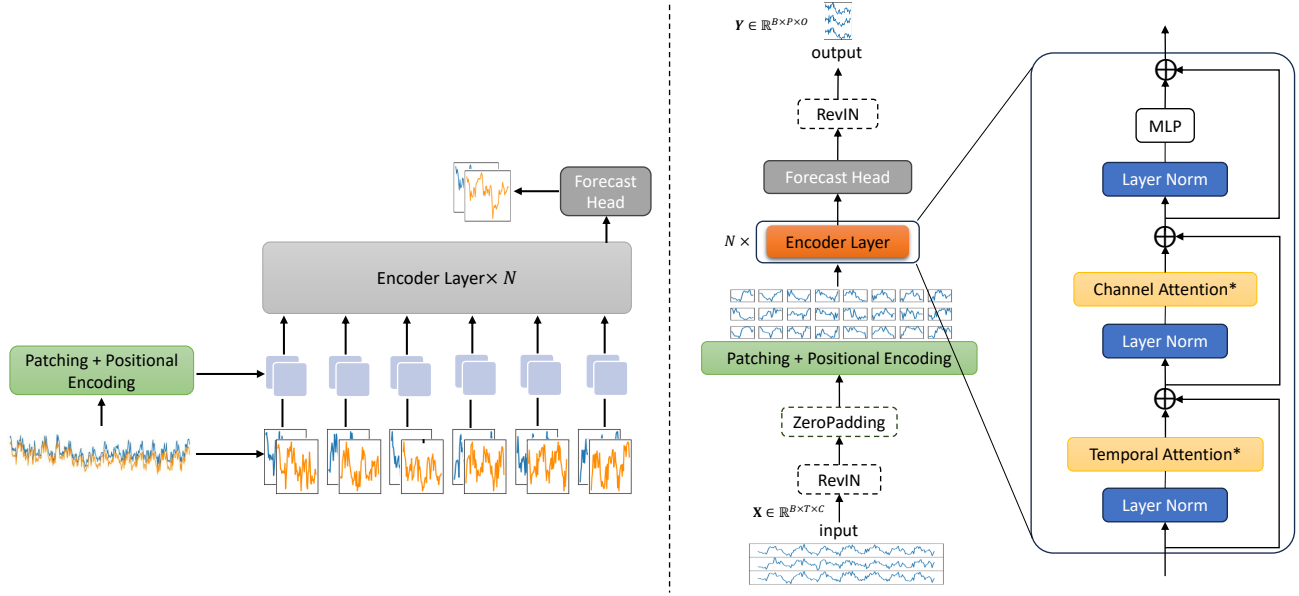 Forecast
Head
Encoder Layer× N
Patching + Positional
Encoding
Y ∈ ℝ^{B×P×O}
output
RevIN
Forecast Head
N ×
Encoder Layer
Patching + Positional Encoding
ZeroPadding
RevIN
X ∈ ℝ^{B×T×C}
input
MLP
Layer Norm
Channel Attention*
Layer Norm
Temporal Attention*
Layer Norm